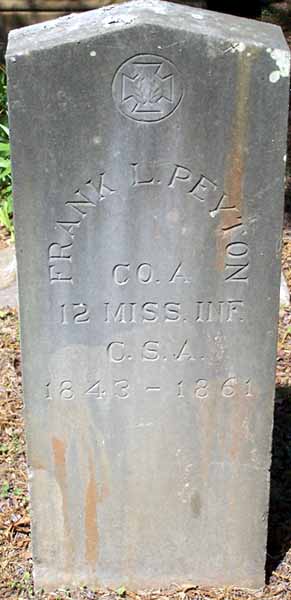 FRANK L. PEYTON
CO. A
12 MISS. INF.
C. S. A.
1843 - 1861